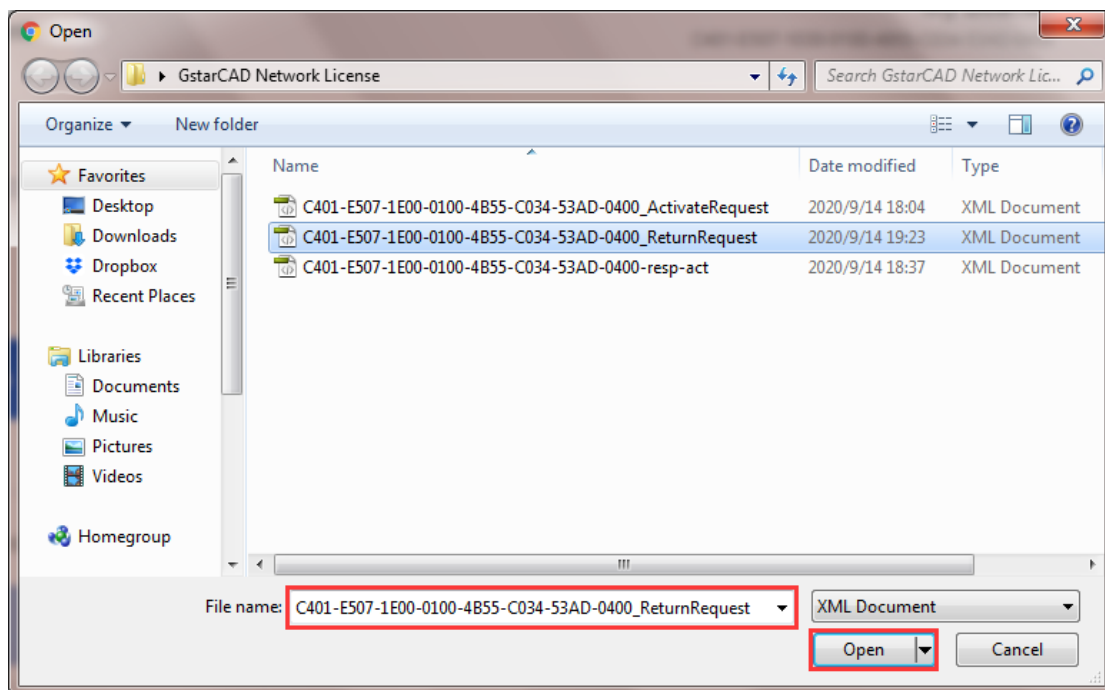 Open
GstarCAD Network License
Search GstarCAD Network Lic...
Organize
New folder
Name
Date modified
Type
Favorites
Desktop
Downloads
Dropbox
Recent Places
Libraries
Documents
Music
Pictures
Videos
Homegroup
C401-E507-1E00-0100-4B55-C034-53AD-0400_ActivateRequest 2020/9/14 18:04 XML Document
C401-E507-1E00-0100-4B55-C034-53AD-0400_ReturnRequest 2020/9/14 19:23 XML Document
C401-E507-1E00-0100-4B55-C034-53AD-0400-resp-act 2020/9/14 18:37 XML Document
File name: C401-E507-1E00-0100-4B55-C034-53AD-0400_ReturnRequest
XML Document
Open
Cancel